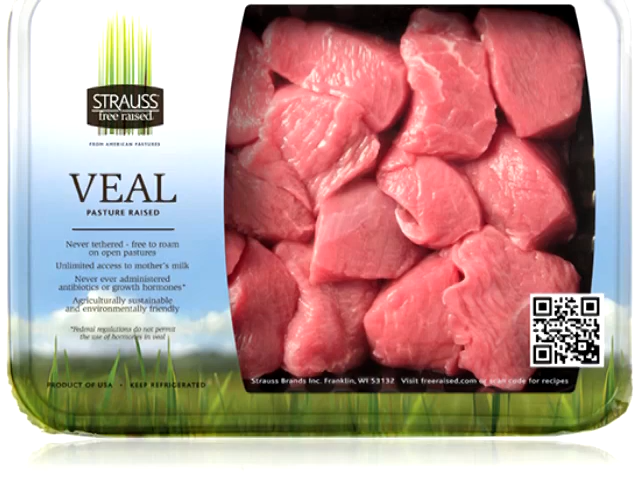 STRAUSS
free raised
FROM AMERICAN PASTURES
VEAL
PASTURE RAISED
Never tethered - free to roam
on open pastures
Unlimited access to mother's milk
Never ever administered
antibiotics or growth hormones*
Agriculturally sustainable
and environmentally friendly
*Federal regulations do not permit
the use of hormones in veal
PRODUCT OF USA • KEEP REFRIGERATED
Strauss Brands Inc. Franklin, WI 53132 Visit freeraised.com or scan code for recipes